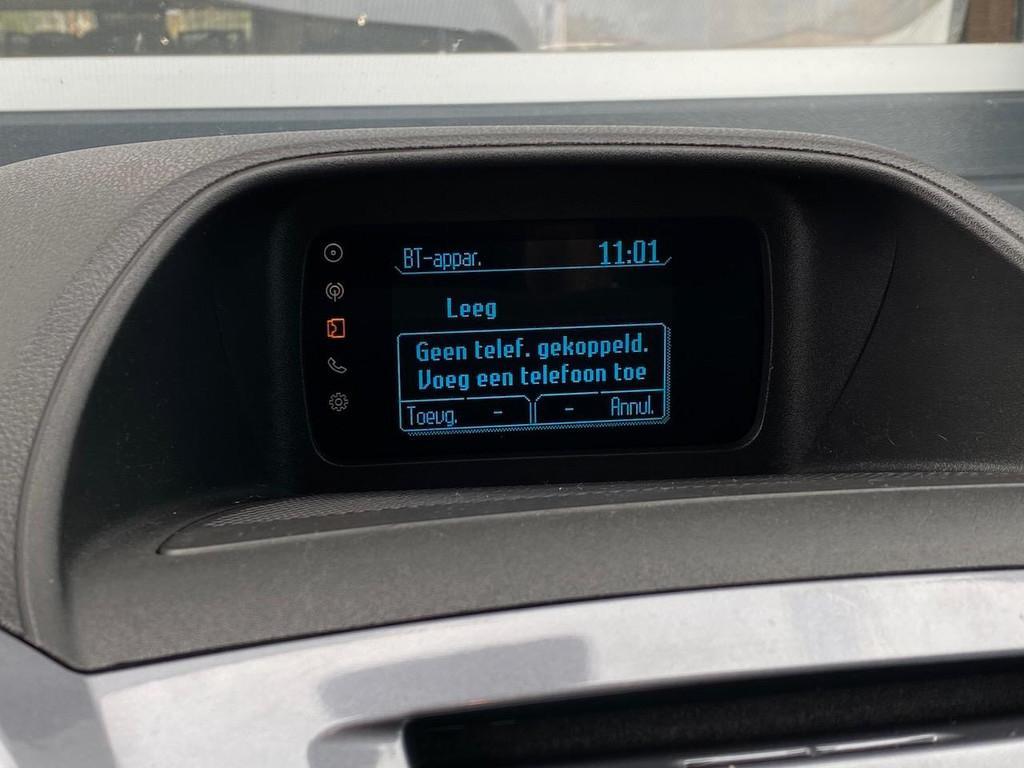 BT-appar. 11:01
Leeg
Geen telef. gekoppeld.
Voeg een telefoon toe
Toevg. - - Annul.